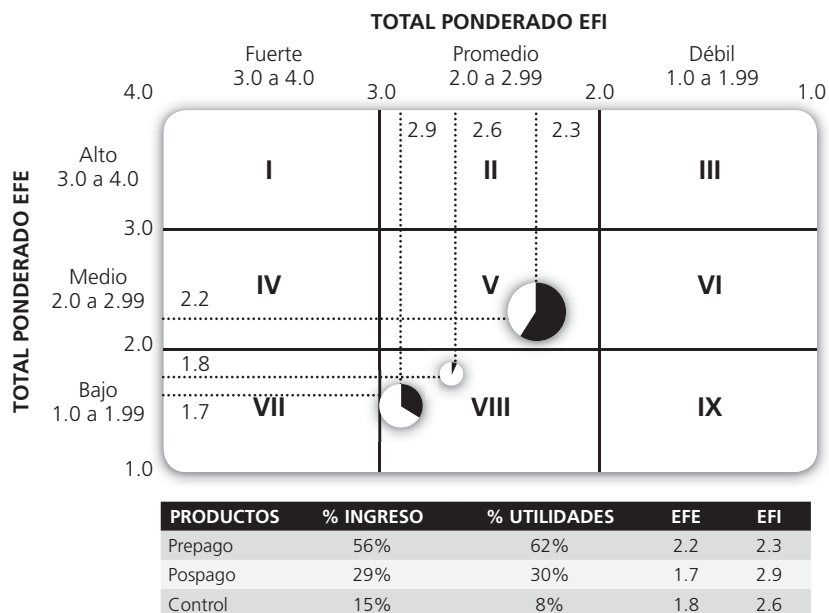 TOTAL PONDERADO EFI
Fuerte
3.0 a 4.0
Promedio
2.0 a 2.99
Débil
1.0 a 1.99
4.0
3.0
2.0
1.0
TOTAL PONDERADO EFE
Alto
3.0 a 4.0
3.0
Medio
2.0 a 2.99
2.0
Bajo
1.0 a 1.99
1.0
2.9
2.6
2.3
I
II
III
IV
V
VI
2.2
1.8
1.7
VII
VIII
IX
PRODUCTOS % INGRESO % UTILIDADES EFE EFI
Prepago 56% 62% 2.2 2.3
Pospago 29% 30% 1.7 2.9
Control 15% 8% 1.8 2.6